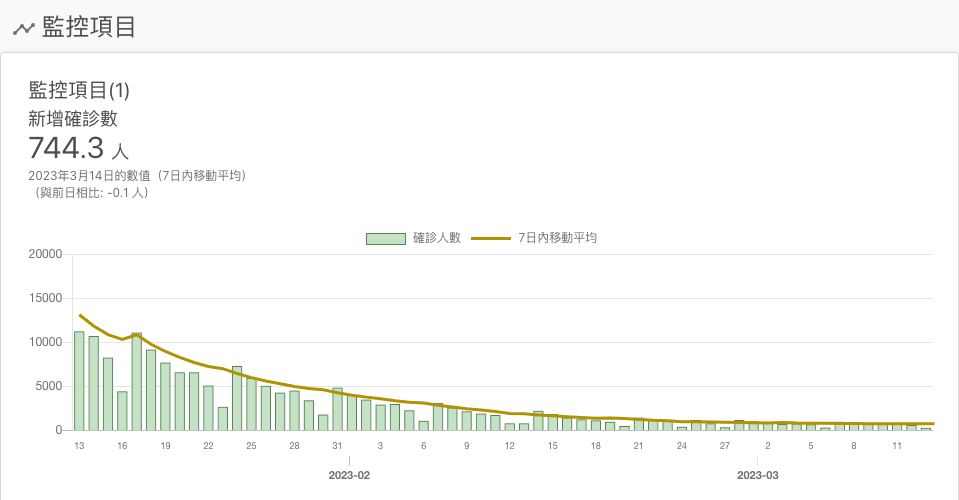 監控項目
監控項目(1)
新增確診數
744.3 人
2023年3月14日的數值（7日內移動平均）
（與前日相比: -0.1 人）
確診人數 7日內移動平均
20000
15000
10000
5000
0
13 16 19 22 25 28 31 3 6 9 12 15 18 21 24 27 2 5 8 11
2023-02 2023-03